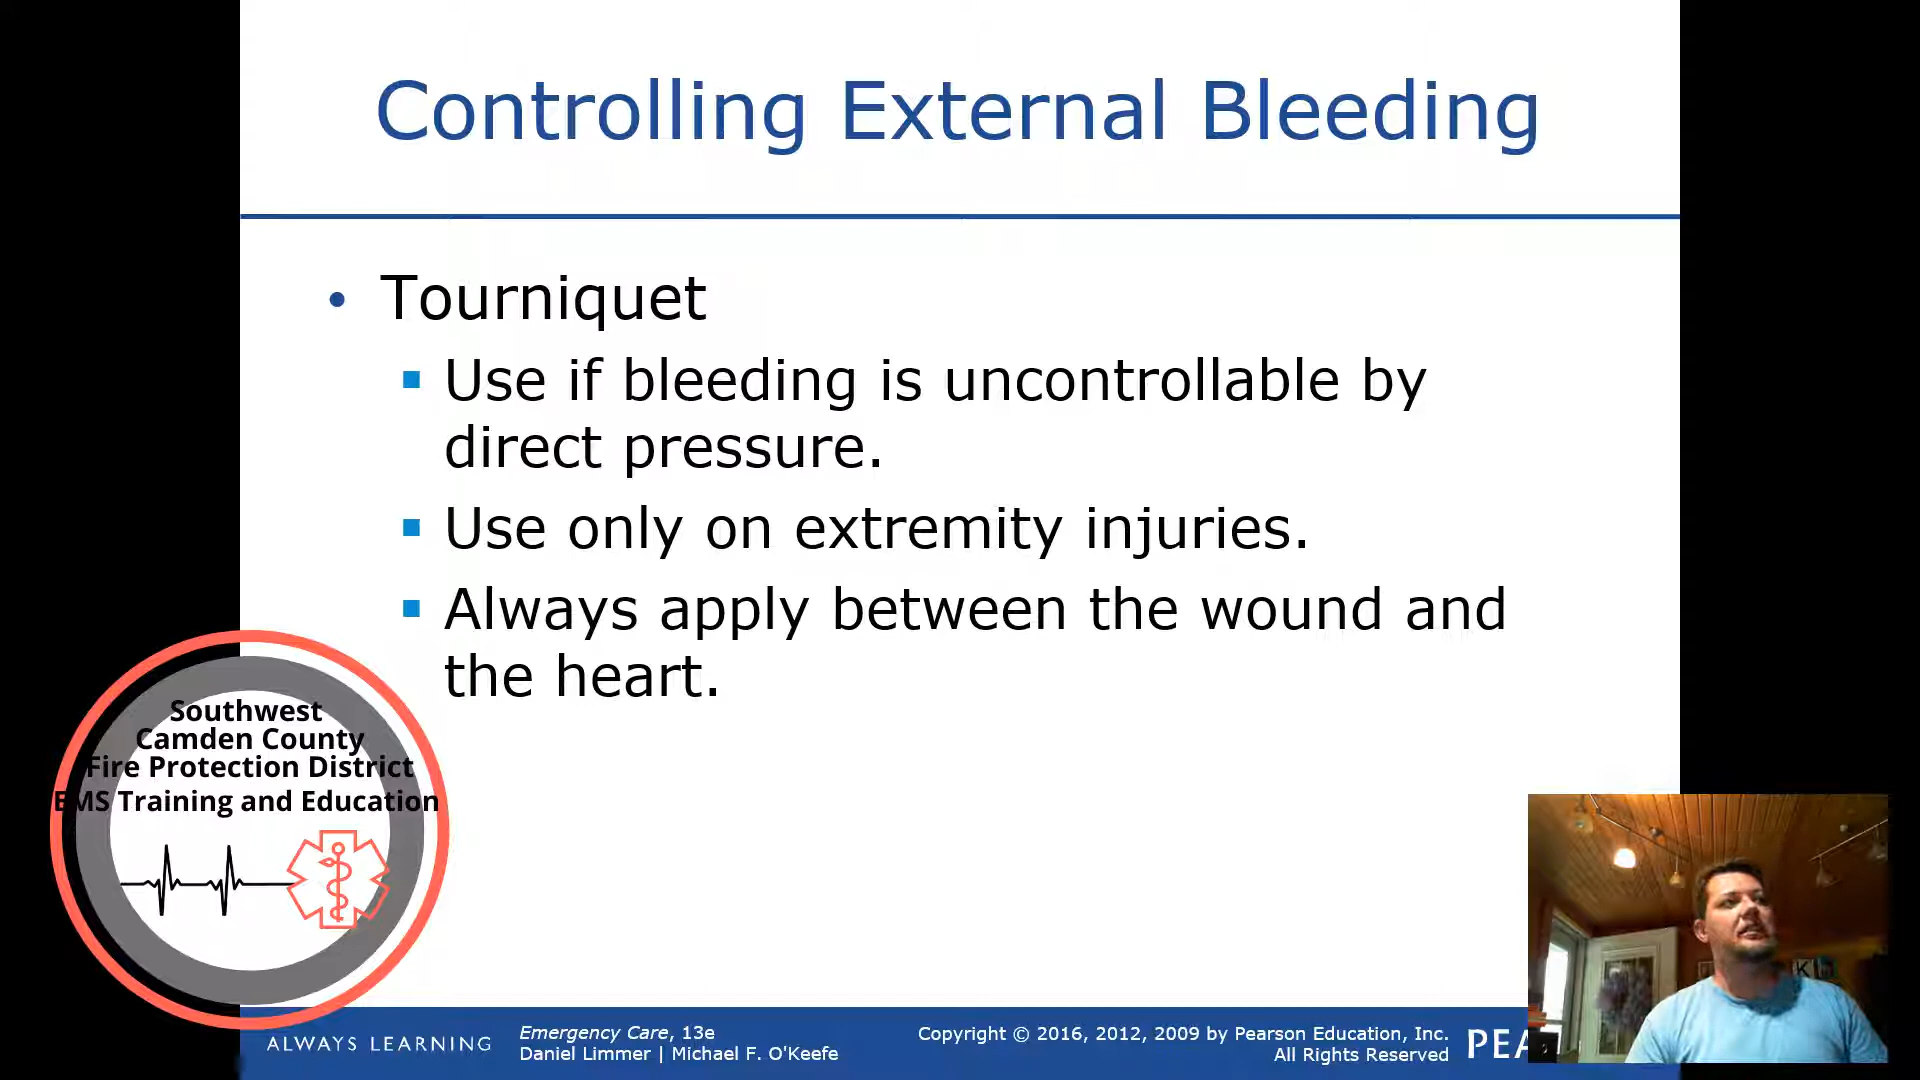 Controlling External Bleeding
• Tourniquet
▪ Use if bleeding is uncontrollable by
direct pressure.
▪ Use only on extremity injuries.
▪ Always apply between the wound and
the heart.
Southwest
Camden County
Fire Protection District
EMS Training and Education
ALWAYS LEARNING
Emergency Care, 13e
Daniel Limmer | Michael F. O'Keefe
Copyright © 2016, 2012, 2009 by Pearson Education, Inc.
All Rights Reserved